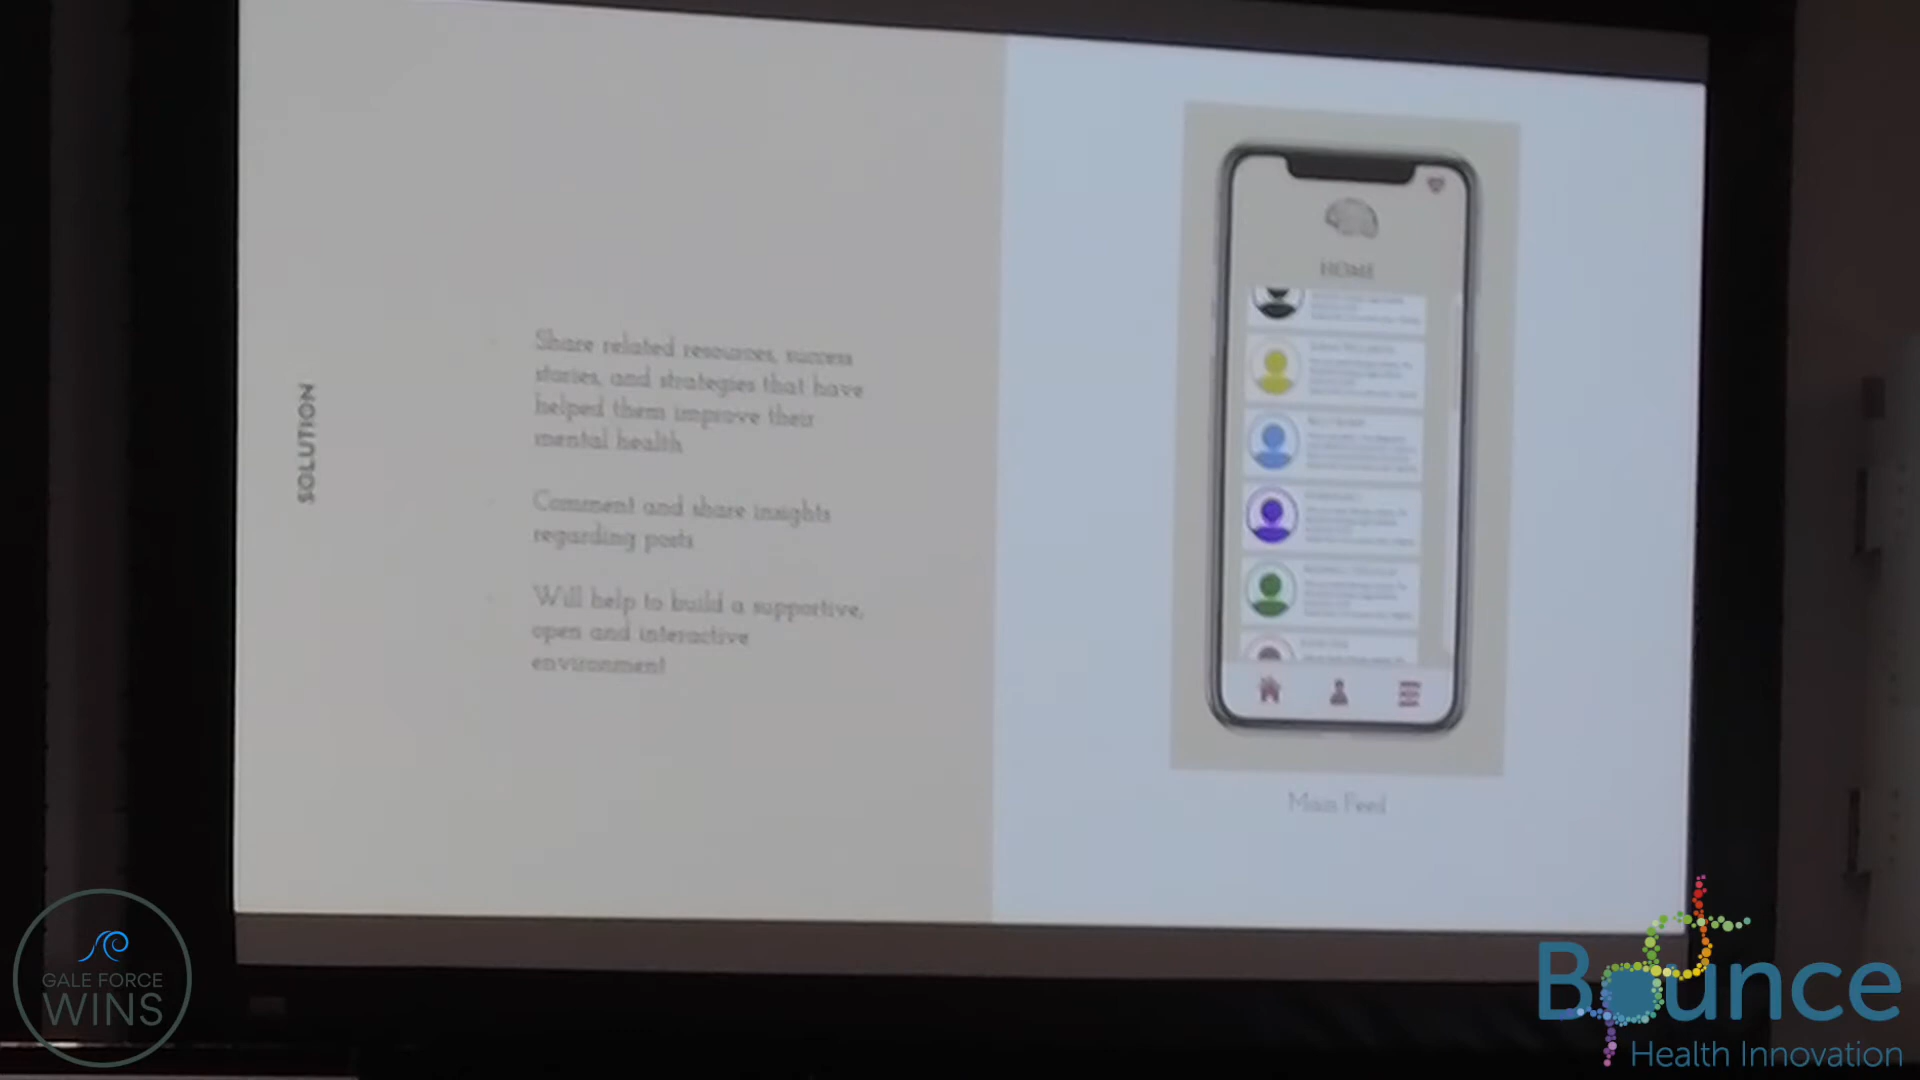 SOLUTION
Share related resources, success
stories, and strategies that have
helped them improve their
mental health
Comment and share insights
regarding posts
Will help to build a supportive,
open and interactive
environment
HOME
Main Feed
GALE FORCE
WINS
Bounce
Health Innovation